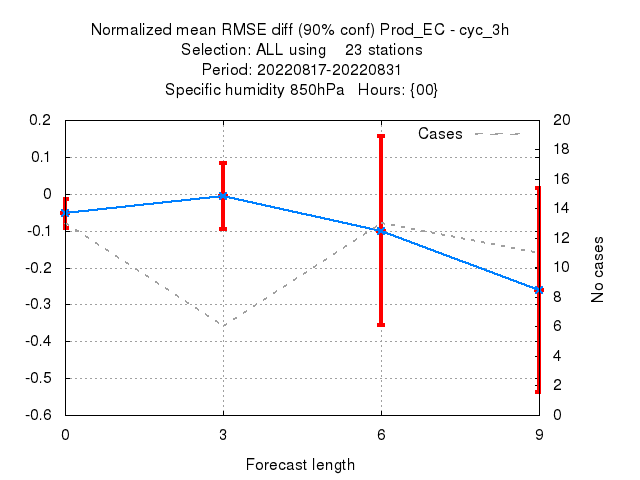 Normalized mean RMSE diff (90% conf) Prod_EC - cyc_3h
Selection: ALL using 23 stations
Period: 20220817-20220831
Specific humidity 850hPa Hours: {00}
Cases
0.2
0.1
0
-0.1
-0.2
-0.3
-0.4
-0.5
-0.6
20
18
16
14
12
10
8
6
4
2
0
No cases
0 3 6 9
Forecast length